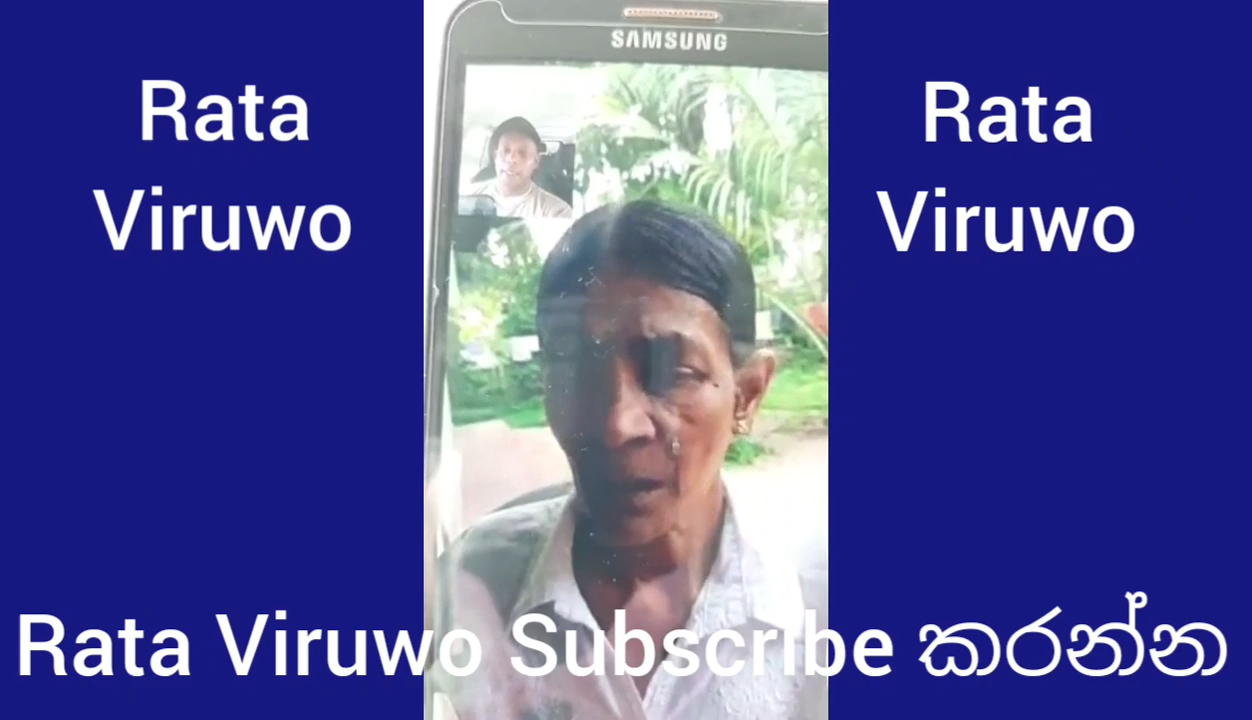 SAMSUNG
Rata
Viruwo
Rata
Viruwo
Rata Viruwo Subscribe කරන්න